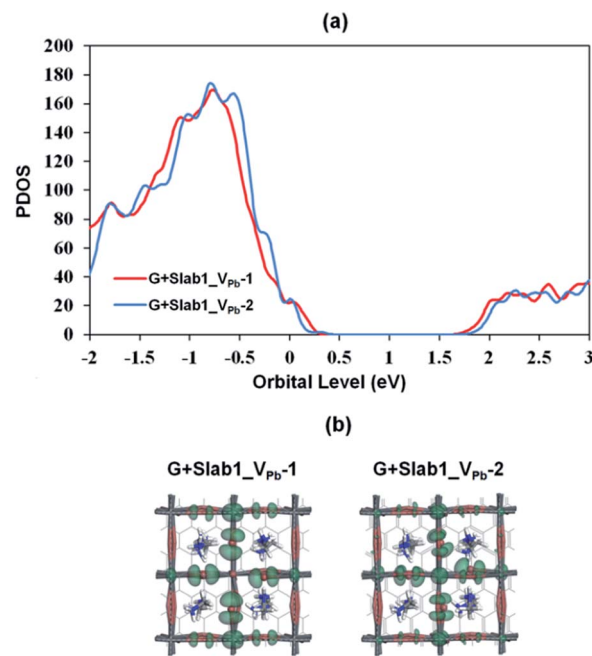 (a)
200
180
160
140
120
100
80
60
40
20
0
PDOS
G+Slab1_VPb-1
G+Slab1_VPb-2
-2 -1.5 -1 -0.5 0 0.5 1 1.5 2 2.5 3
Orbital Level (eV)
(b)
G+Slab1_VPb-1 G+Slab1_VPb-2